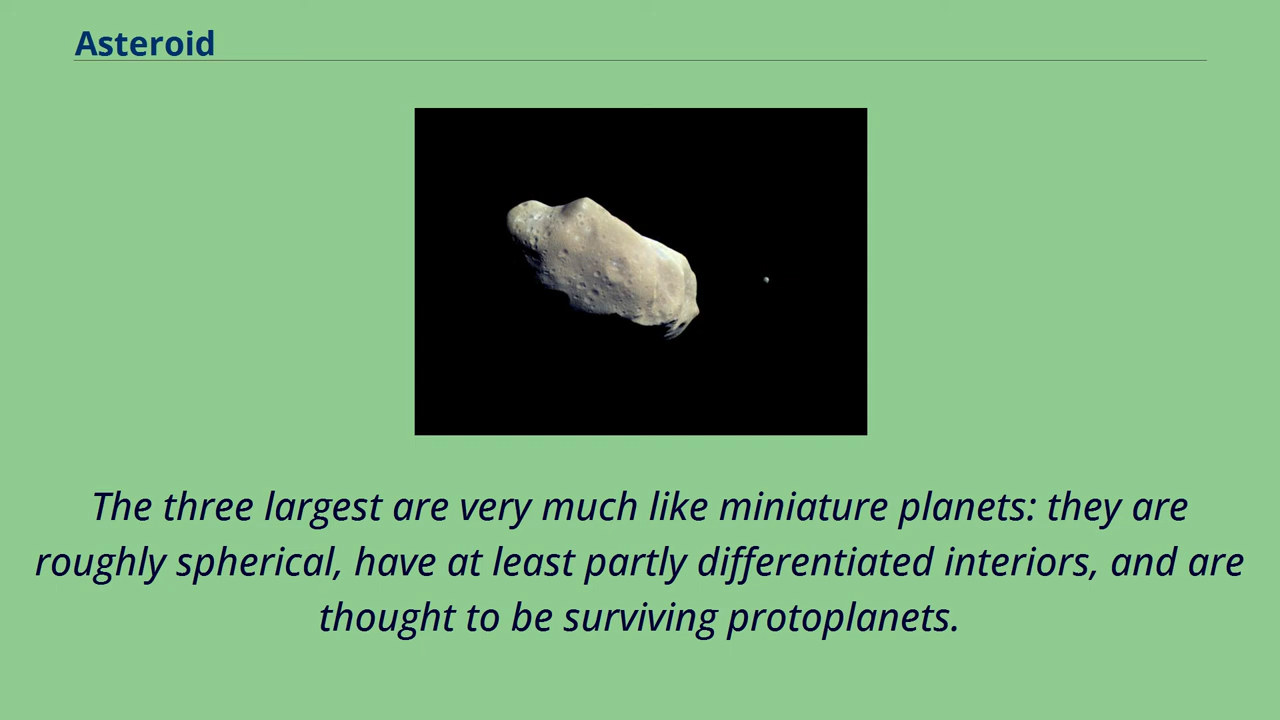 Asteroid
The three largest are very much like miniature planets: they are
roughly spherical, have at least partly differentiated interiors, and are
thought to be surviving protoplanets.